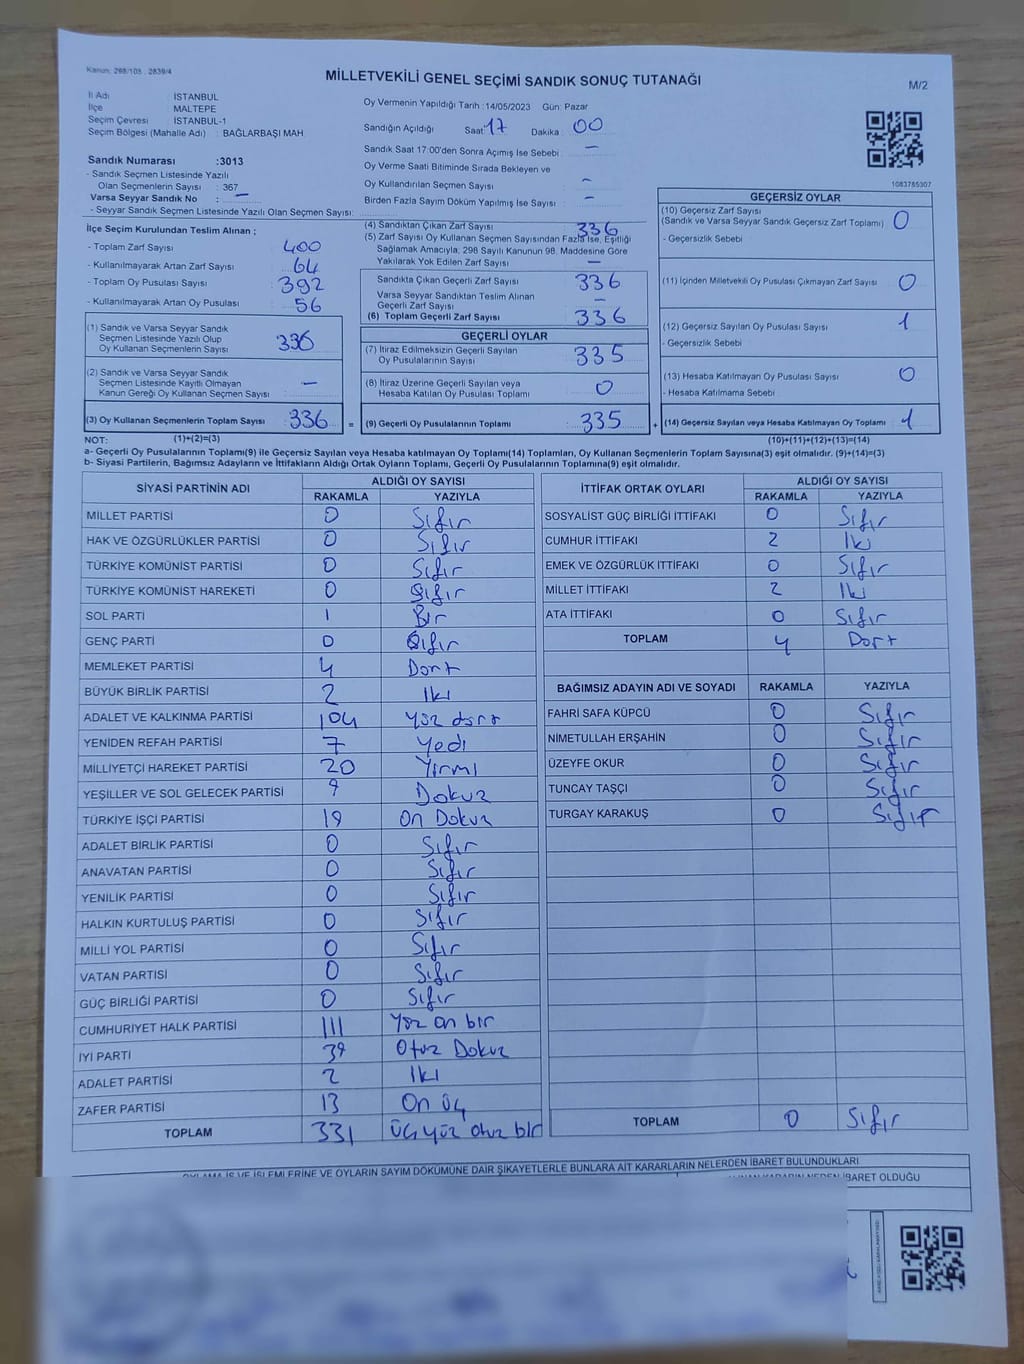 Kanun: 298/105 , 2839/4
MİLLETVEKİLİ GENEL SEÇİMİ SANDIK SONUÇ TUTANAĞI
M/2
İl Adı : İSTANBUL
İlçe : MALTEPE
Seçim Çevresi : İSTANBUL-1
Seçim Bölgesi (Mahalle Adı) : BAĞLARBAŞI MAH.
Oy Vermenin Yapıldığı Tarih :14/05/2023 Gün: Pazar
Sandığın Açıldığı Saat: 17 Dakika : 00
Sandık Saat 17:00'den Sonra Açımış İse Sebebi : –
Oy Verme Saati Bitiminde Sırada Bekleyen ve
Oy Kullandırılan Seçmen Sayısı : –
Birden Fazla Sayım Döküm Yapılmış İse Sayısı : –
Sandık Numarası :3013
- Sandık Seçmen Listesinde Yazılı
Olan Seçmenlerin Sayısı : 367
Varsa Seyyar Sandık No : –
- Seyyar Sandık Seçmen Listesinde Yazılı Olan Seçmen Sayısı:
İlçe Seçim Kurulundan Teslim Alınan ;
- Toplam Zarf Sayısı : 400
- Kullanılmayarak Artan Zarf Sayısı : 64
- Toplam Oy Pusulası Sayısı : 392
- Kullanılmayarak Artan Oy Pusulası : 56
(1) Sandık ve Varsa Seyyar Sandık
Seçmen Listesinde Yazılı Olup
Oy Kullanan Seçmenlerin Sayısı : 336
(2) Sandık ve Varsa Seyyar Sandık
Seçmen Listesinde Kayıtlı Olmayan
Kanun Gereği Oy Kullanan Seçmen Sayısı : –
(3) Oy Kullanan Seçmenlerin Toplam Sayısı : 336
(4) Sandıktan Çıkan Zarf Sayısı : 336
(5) Zarf Sayısı Oy Kullanan Seçmen Sayısından Fazla İse, Eşitliği
Sağlamak Amacıyla; 298 Sayılı Kanunun 98. Maddesine Göre
Yakılarak Yok Edilen Zarf Sayısı : –
Sandıkta Çıkan Geçerli Zarf Sayısı : 336
Varsa Seyyar Sandıktan Teslim Alınan
Geçerli Zarf Sayısı : –
(6) Toplam Geçerli Zarf Sayısı : 336
GEÇERLİ OYLAR
(7) İtiraz Edilmeksizin Geçerli Sayılan
Oy Pusulalarının Sayısı : 335
(8) İtiraz Üzerine Geçerli Sayılan veya
Hesaba Katılan Oy Pusulası Toplamı : 0
= (9) Geçerli Oy Pusulalarının Toplamı : 335
1083785307
GEÇERSİZ OYLAR
(10) Geçersiz Zarf Sayısı
(Sandık ve Varsa Seyyar Sandık Geçersiz Zarf Toplamı) : 0
- Geçersizlik Sebebi
(11) İçinden Milletvekili Oy Pusulası Çıkmayan Zarf Sayısı : 0
(12) Geçersiz Sayılan Oy Pusulası Sayısı : 1
- Geçersizlik Sebebi
(13) Hesaba Katılmayan Oy Pusulası Sayısı : 0
- Hesaba Katılmama Sebebi
+ (14) Geçersiz Sayılan veya Hesaba Katılmayan Oy Toplamı : 1
NOT: (1)+(2)=(3)
(10)+(11)+(12)+(13)=(14)
a- Geçerli Oy Pusulalarının Toplamı(9) ile Geçersiz Sayılan veya Hesaba katılmayan Oy Toplamı(14) Toplamları, Oy Kullanan Seçmenlerin Toplam Sayısına(3) eşit olmalıdır. (9)+(14)=(3)
b- Siyasi Partilerin, Bağımsız Adayların ve İttifakların Aldığı Ortak Oyların Toplamı, Geçerli Oy Pusulalarının Toplamına(9) eşit olmalıdır.
SİYASİ PARTİNİN ADI ALDIĞI OY SAYISI
RAKAMLA YAZIYLA
MİLLET PARTİSİ 0 Sıfır
HAK VE ÖZGÜRLÜKLER PARTİSİ 0 Sıfır
TÜRKİYE KOMÜNİST PARTİSİ 0 Sıfır
TÜRKİYE KOMÜNİST HAREKETİ 0 Sıfır
SOL PARTİ 1 Bir
GENÇ PARTİ 0 Sıfır
MEMLEKET PARTİSİ 4 Dort
BÜYÜK BİRLİK PARTİSİ 2 Iki
ADALET VE KALKINMA PARTİSİ 104 Yüz dört
YENİDEN REFAH PARTİSİ 7 Yedi
MİLLİYETÇİ HAREKET PARTİSİ 20 Yirmi
YEŞİLLER VE SOL GELECEK PARTİSİ 9 Dokuz
TÜRKİYE İŞÇİ PARTİSİ 19 On Dokuz
ADALET BİRLİK PARTİSİ 0 Sıfır
ANAVATAN PARTİSİ 0 Sıfır
YENİLİK PARTİSİ 0 Sıfır
HALKIN KURTULUŞ PARTİSİ 0 Sıfır
MİLLİ YOL PARTİSİ 0 Sıfır
VATAN PARTİSİ 0 Sıfır
GÜÇ BİRLİĞİ PARTİSİ 0 Sıfır
CUMHURİYET HALK PARTİSİ 111 Yüz on bir
İYİ PARTİ 39 Otuz Dokuz
ADALET PARTİSİ 2 Iki
ZAFER PARTİSİ 13 On üç
TOPLAM 331 üçyüz otuz bir
İTTİFAK ORTAK OYLARI ALDIĞI OY SAYISI
RAKAMLA YAZIYLA
SOSYALİST GÜÇ BİRLİĞİ İTTİFAKI 0 Sıfır
CUMHUR İTTİFAKI 2 Iki
EMEK VE ÖZGÜRLÜK İTTİFAKI 0 Sıfır
MİLLET İTTİFAKI 2 Iki
ATA İTTİFAKI 0 Sıfır
TOPLAM 4 Dört
BAĞIMSIZ ADAYIN ADI VE SOYADI RAKAMLA YAZIYLA
FAHRİ SAFA KÜPCÜ 0 Sıfır
NİMETULLAH ERŞAHİN 0 Sıfır
ÜZEYFE OKUR 0 Sıfır
TUNCAY TAŞÇI 0 Sıfır
TURGAY KARAKUŞ 0 Sıfır
TOPLAM 0 Sıfır
OYLAMA İŞ VE İŞLEMLERİNE VE OYLARIN SAYIM DÖKÜMÜNE DAİR ŞİKAYETLERLE BUNLARA AİT KARARLARIN NELERDEN İBARET BULUNDUKLARI
İBARET OLDUĞU